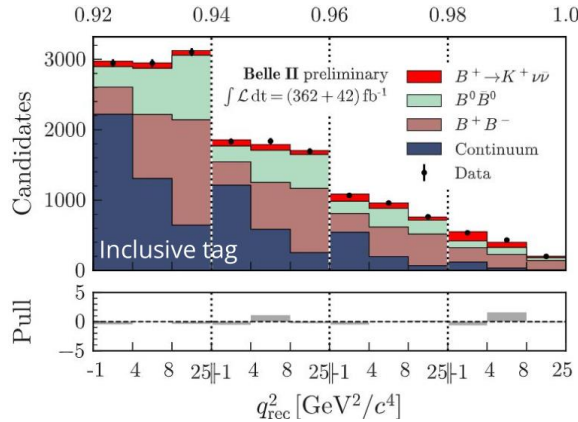 0.92 0.94 0.96 0.98 1.0
3000
2000
1000
0
Candidates
Belle II preliminary
∫ℒdt = (362 + 42) fb⁻¹
B⁺→K⁺νν̄
B⁰B̄⁰
B⁺B⁻
Continuum
Data
Inclusive tag
5
0
−5
Pull
-1 4 8 25 -1 4 8 25 -1 4 8 25 -1 4 8 25
q²rec [GeV²/c⁴]